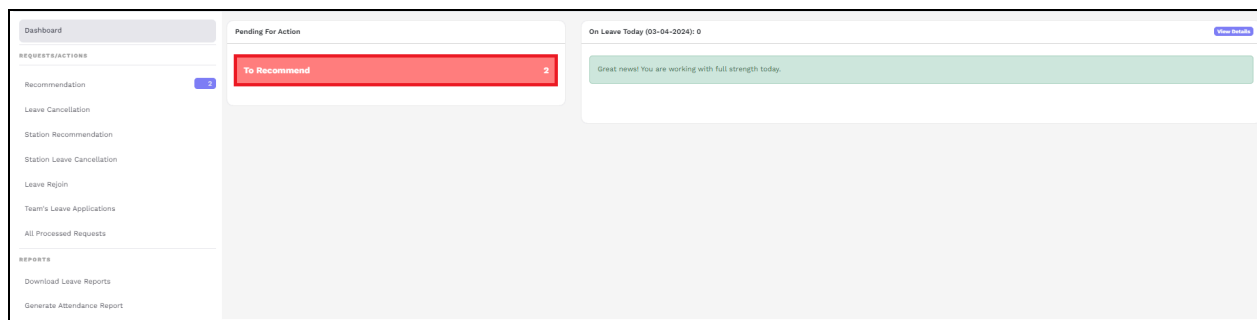 Dashboard
REQUESTS/ACTIONS
Recommendation 2
Leave Cancellation
Station Recommendation
Station Leave Cancellation
Leave Rejoin
Team's Leave Applications
All Processed Requests
REPORTS
Download Leave Reports
Generate Attendance Report
Pending For Action
To Recommend 2
On Leave Today (03-04-2024): 0 View Details
Great news! You are working with full strength today.